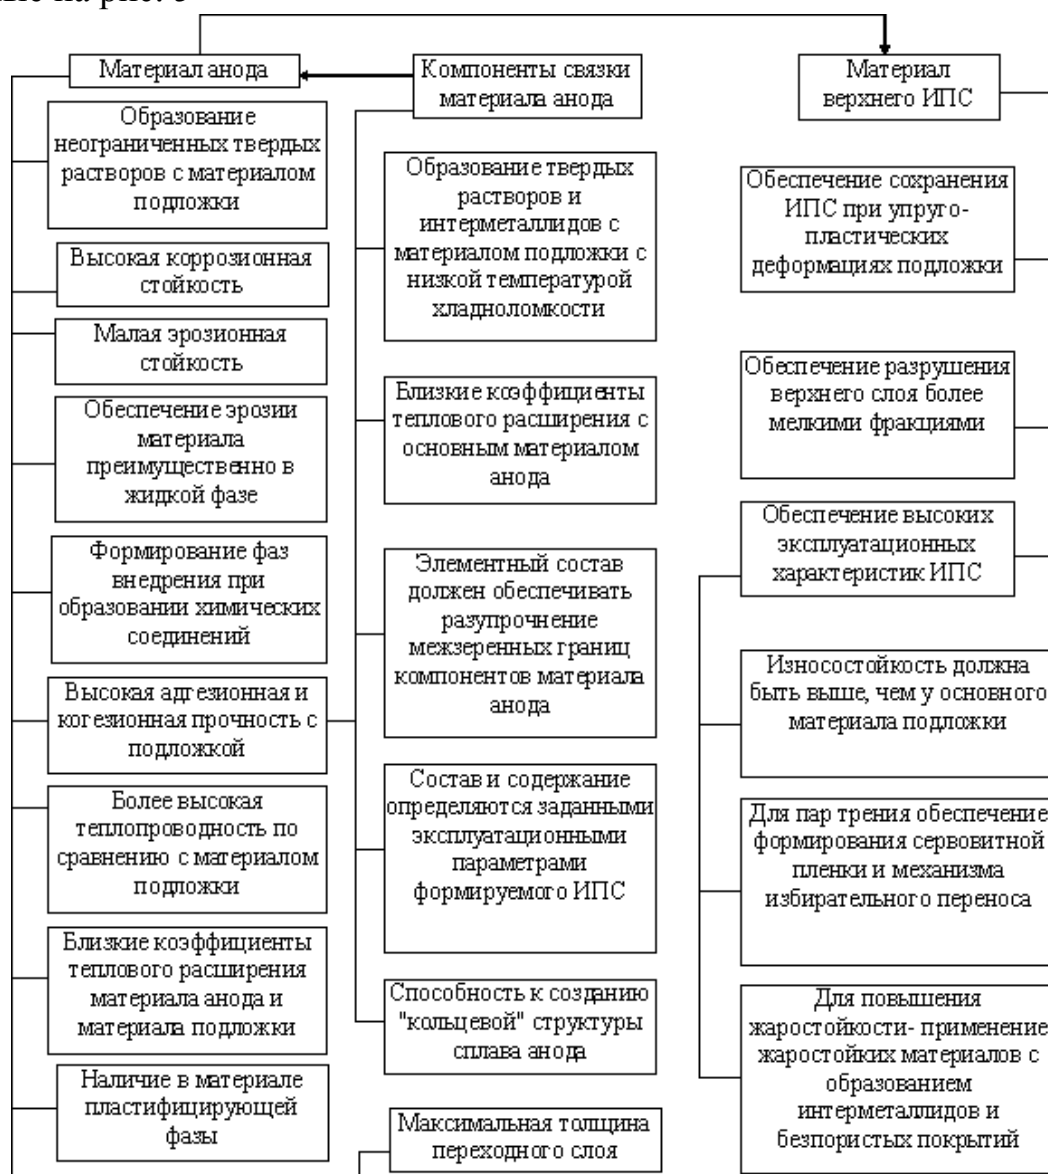 на рис.
Материал анода
Образование
неограниченных твердых
растворов с материалом
подложки
Высокая коррозионная
стойкость
Малая эрозионная
стойкость
Обеспечение эрозии
материала
преимущественно в
жидкой фазе
Формирование фаз
внедрения при
образовании химических
соединений
Высокая адгезионная и
когезионная прочность с
подложкой
Более высокая
теплопроводность по
сравнению с материалом
подложки
Близкие коэффициенты
теплового расширения
материала анода и
материала подложки
Наличие в материале
пластифицирующей
фазы
Компоненты связки
материала анода
Образование твердых
растворов и
интерметаллидов с
материалом подложки с
низкой температурой
хладноломкости
Близкие коэффициенты
теплового расширения с
основным материалом
анода
Элементный состав
должен обеспечивать
разупрочнение
межзеренных границ
компонентов материала
анода
Состав и содержание
определяются заданными
эксплуатационными
параметрами
формируемого ИПС
Способность к созданию
"кольцевой" структуры
сплава анода
Максимальная толщина
переходного слоя
Материал
верхнего ИПС
Обеспечение сохранения
ИПС при упруго-
пластических
деформациях подложки
Обеспечение разрушения
верхнего слоя более
мелкими фракциями
Обеспечение высоких
эксплуатационных
характеристик ИПС
Износостойкость должна
быть выше, чем у основного
материала подложки
Для пар трения обеспечение
формирования сервовитной
пленки и механизма
избирательного переноса
Для повышения
жаростойкости- применение
жаростойких материалов с
образованием
интерметаллидов и
безпористых покрытий